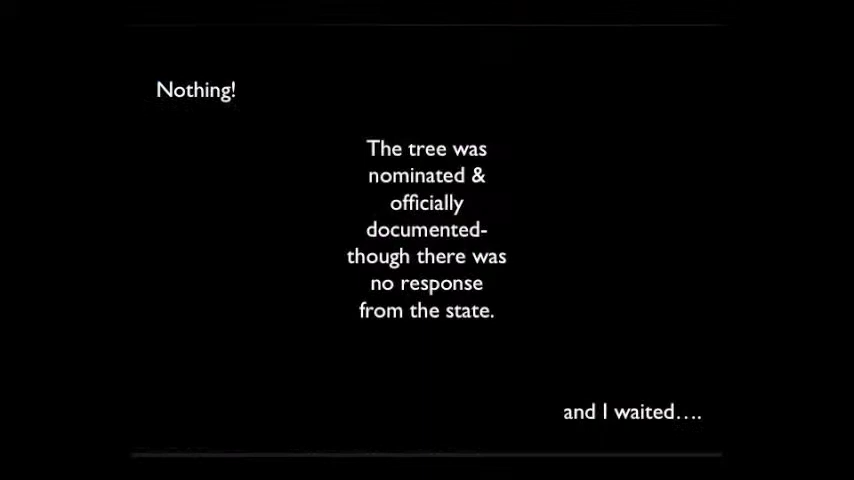 Nothing!
The tree was
nominated &
officially
documented-
though there was
no response
from the state.
and I waited….